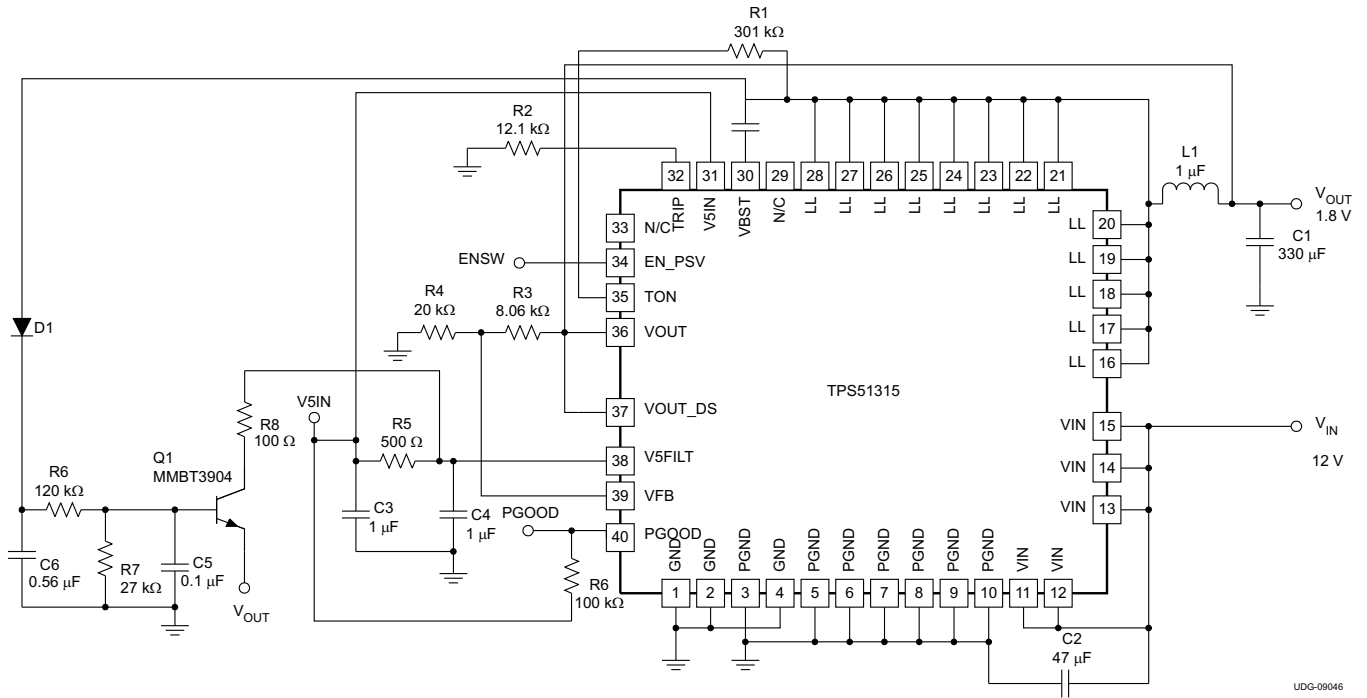 R1
301 kΩ
R2
12.1 kΩ
32
31
30
29
28
27
26
25
24
23
22
21
TRIP
V5IN
VBST
N/C
LL
LL
LL
LL
LL
LL
LL
LL
L1
1 µF
VOUT
1.8 V
C1
330 µF
33
N/C
ENSW
34
EN_PSV
35
TON
R4
20 kΩ
R3
8.06 kΩ
36
VOUT
37
VOUT_DS
38
V5FILT
39
VFB
40
PGOOD
LL
20
LL
19
LL
18
LL
17
LL
16
TPS51315
VIN
15
VIN
14
VIN
13
VIN
12 V
D1
V5IN
R5
500 Ω
R8
100 Ω
Q1
MMBT3904
R6
120 kΩ
C3
1 µF
C4
1 µF
PGOOD
C6
0.56 µF
R7
27 kΩ
C5
0.1 µF
VOUT
R6
100 kΩ
GND
GND
PGND
GND
PGND
PGND
PGND
PGND
PGND
PGND
VIN
VIN
1
2
3
4
5
6
7
8
9
10
11
12
C2
47 µF
UDG-09046